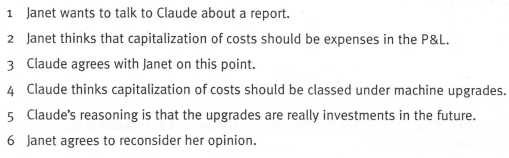 1 Janet wants to talk to Claude about a report.
2 Janet thinks that capitalization of costs should be expenses in the P&L.
3 Claude agrees with Janet on this point.
4 Claude thinks capitalization of costs should be classed under machine upgrades.
5 Claude's reasoning is that the upgrades are really investments in the future.
6 Janet agrees to reconsider her opinion.